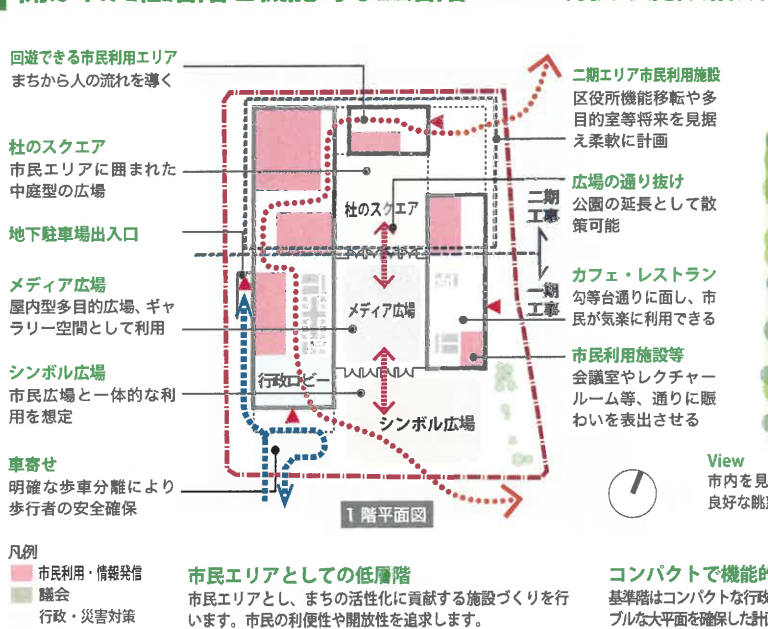 回遊できる市民利用エリア
まちから人の流れを導く
杜のスクエア
市民エリアに囲まれた
中庭型の広場
地下駐車場出入口
メディア広場
屋内型多目的広場、ギャ
ラリー空間として利用
シンボル広場
市民広場と一体的な利
用を想定
車寄せ
明確な歩車分離により
歩行者の安全確保
杜のスクエア
メディア広場
行政ロビー
シンボル広場
二期
工事
一期
工事
1階平面図
二期エリア市民利用施設
区役所機能移転や多
目的室等将来を見据
え柔軟に計画
広場の通り抜け
公園の延長として散
策可能
カフェ・レストラン
勾等台通りに面し、市
民が気楽に利用できる
市民利用施設等
会議室やレクチャー
ルーム等、通りに賑
わいを表出させる
View
市内を見
良好な眺
凡例
市民利用・情報発信
議会
行政・災害対策
市民エリアとしての低層階
市民エリアとし、まちの活性化に貢献する施設づくりを行
います。市民の利便性や開放性を追求します。
コンパクトで機能的
基準階はコンパクトな行政
ブルな大平面を確保した計